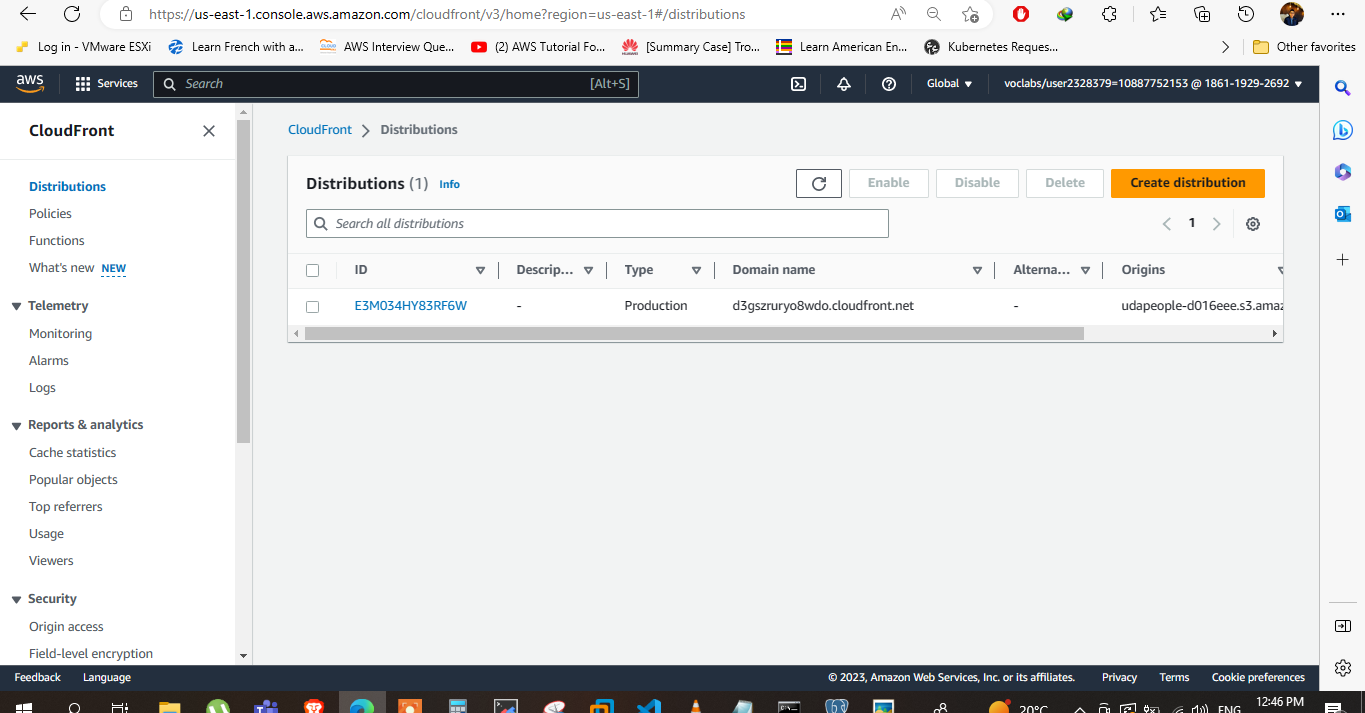 https://us-east-1.console.aws.amazon.com/cloudfront/v3/home?region=us-east-1#/distributions
Log in - VMware ESXi Learn French with a... AWS Interview Que... (2) AWS Tutorial Fo... [Summary Case] Tro... Learn American En... Kubernetes Reques... Other favorites
aws Services Search [Alt+S] Global voclabs/user2328379=10887752153 @ 1861-1929-2692
CloudFront
Distributions
Policies
Functions
What's new NEW
Telemetry
Monitoring
Alarms
Logs
Reports & analytics
Cache statistics
Popular objects
Top referrers
Usage
Viewers
Security
Origin access
Field-level encryption
CloudFront Distributions
Distributions (1) Info Enable Disable Delete Create distribution
Search all distributions 1
ID Descrip... Type Domain name Alterna... Origins
E3M034HY83RF6W - Production d3gszruryo8wdo.cloudfront.net - udapeople-d016eee.s3.amaz
Feedback Language © 2023, Amazon Web Services, Inc. or its affiliates. Privacy Terms Cookie preferences
20°C ENG 12:46 PM